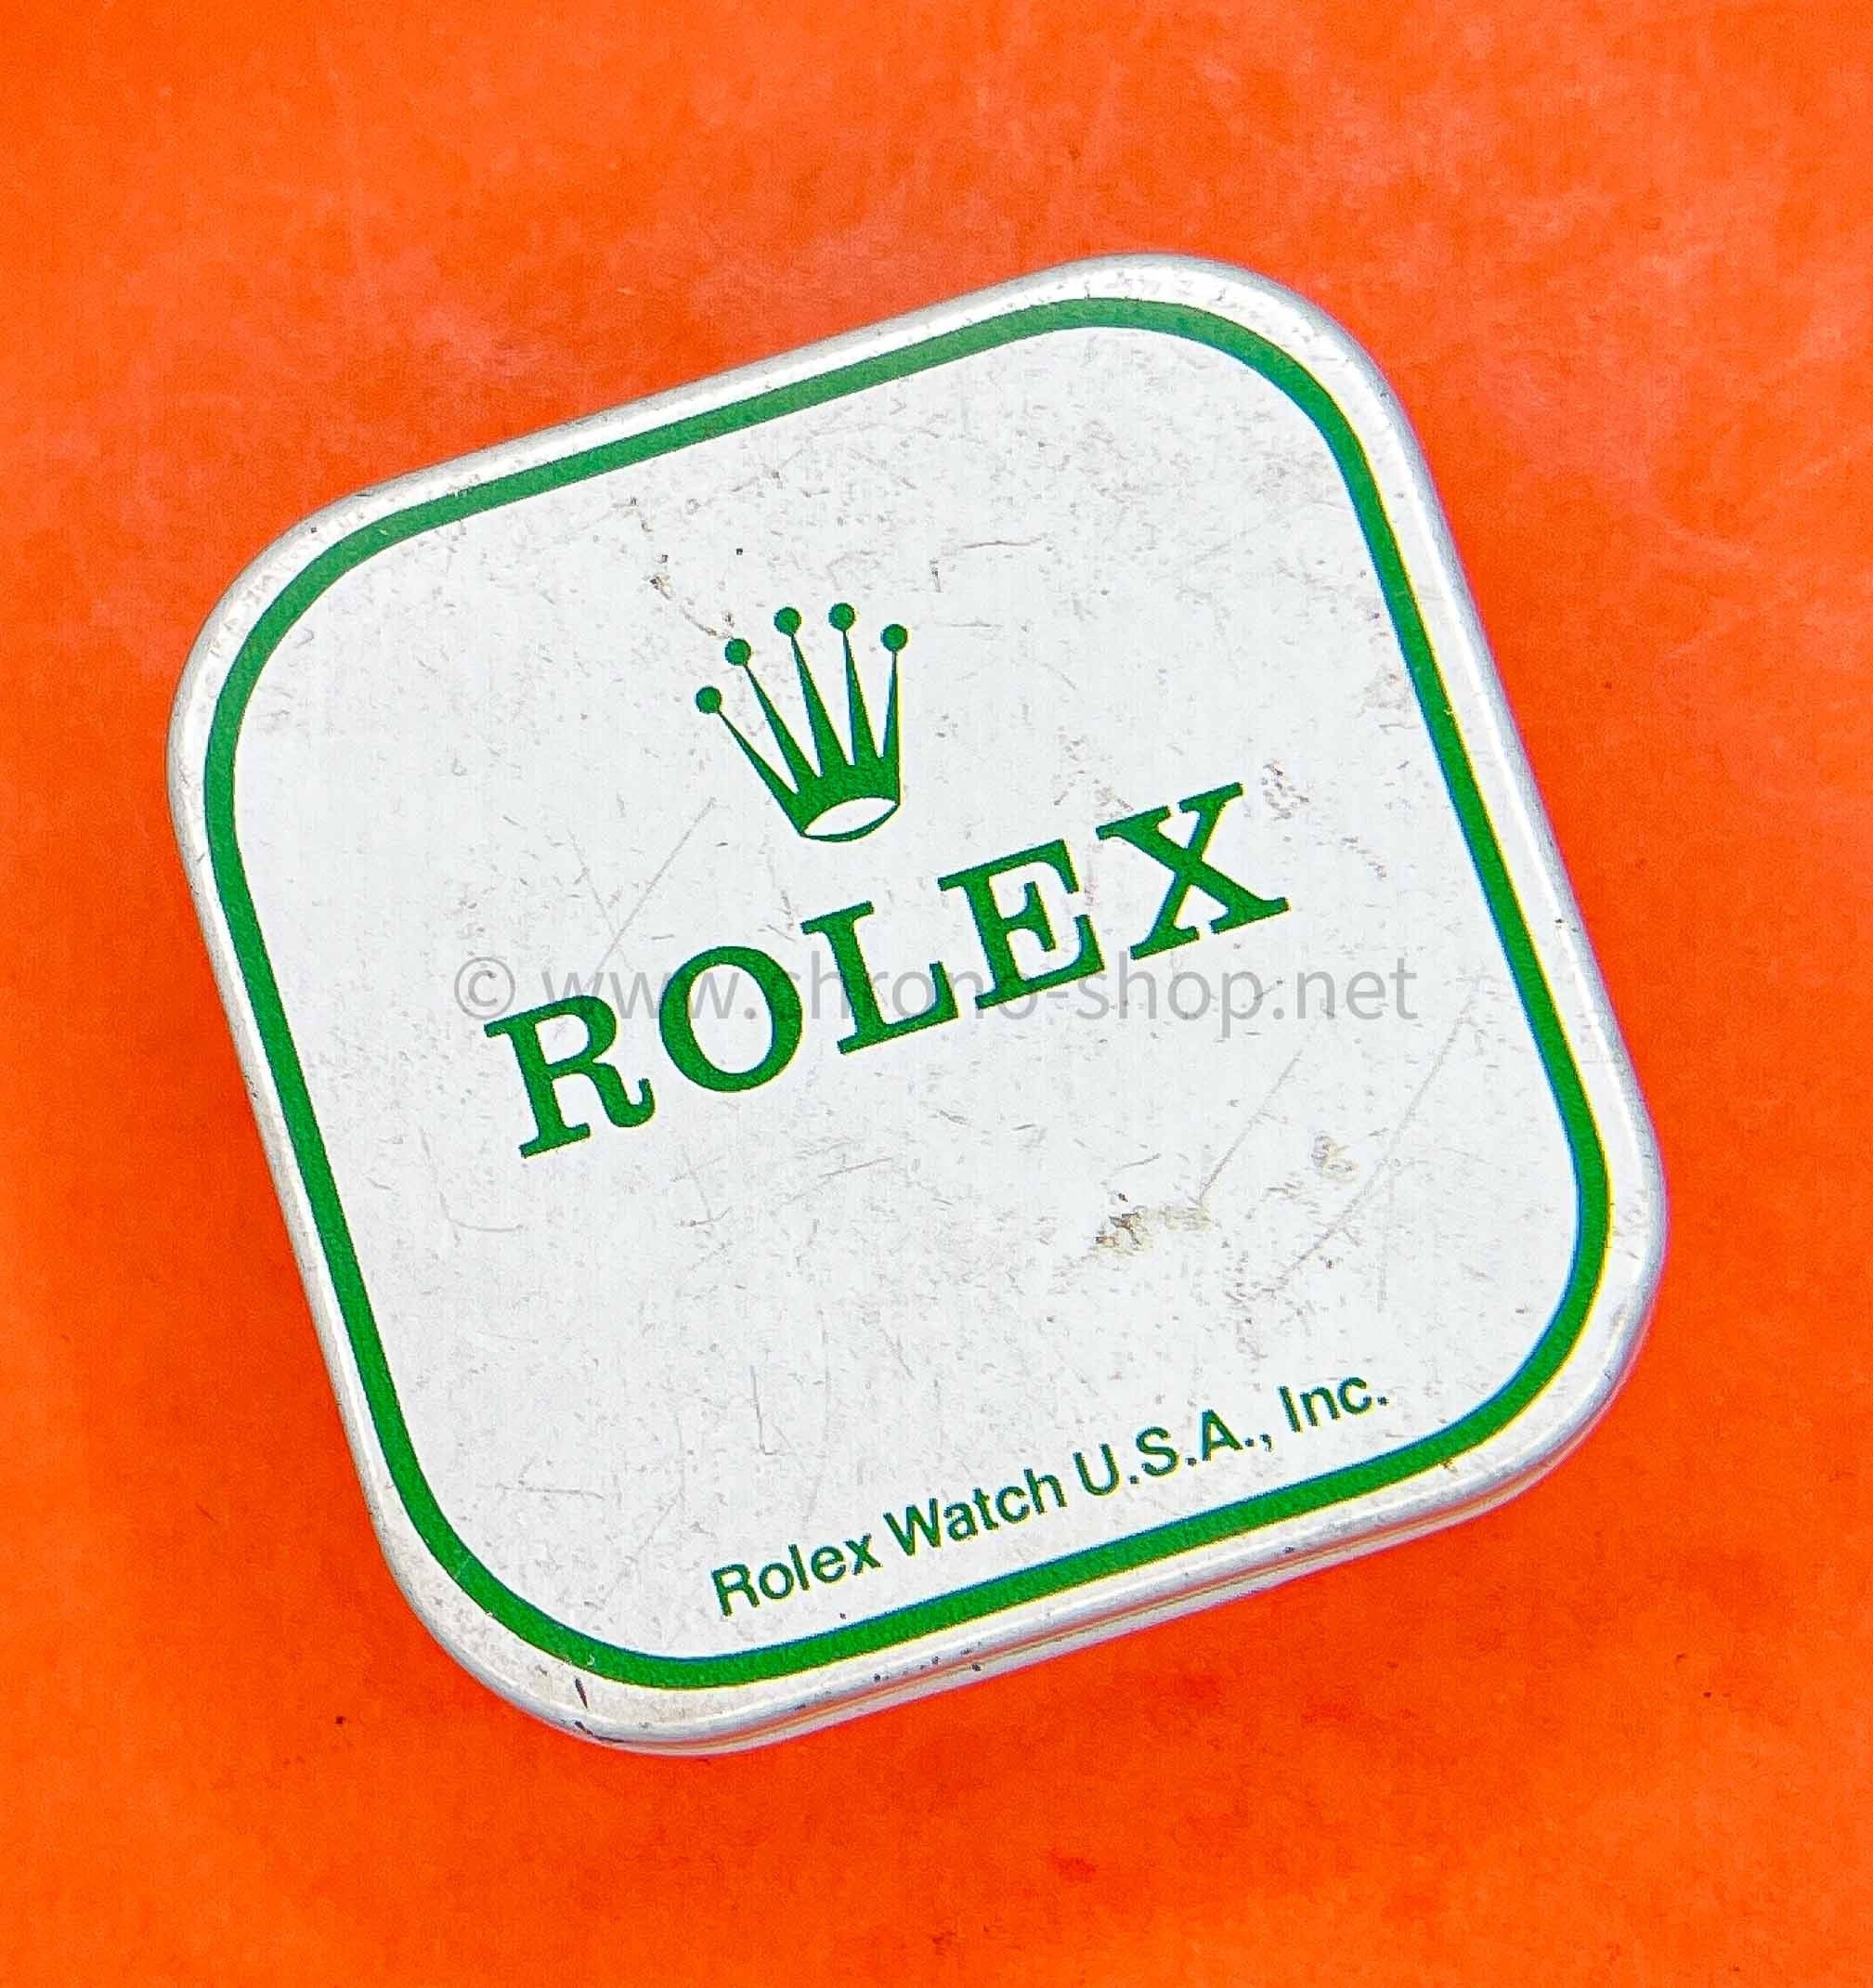 ROLEX
© www.chrono-shop.net
Rolex Watch U.S.A., Inc.